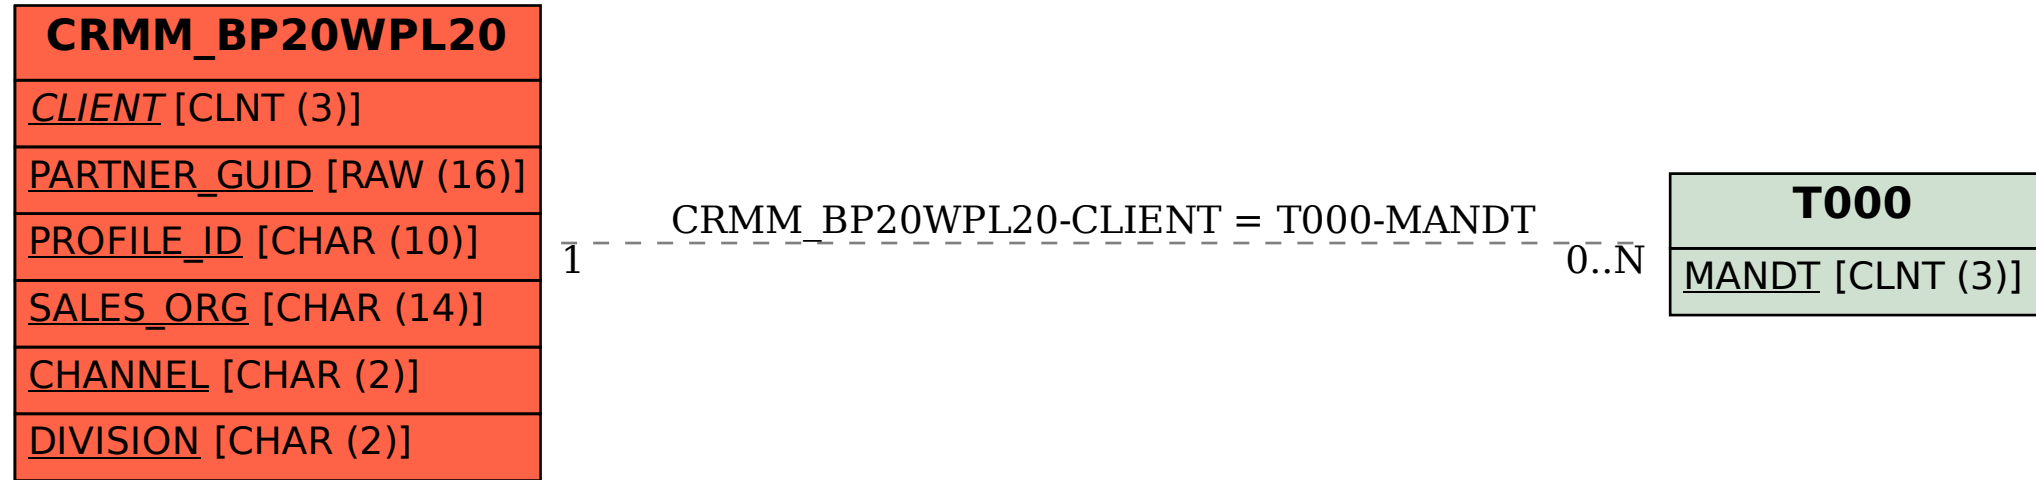 CRMM_BP20WPL20
CLIENT [CLNT (3)]
PARTNER_GUID [RAW (16)]
PROFILE_ID [CHAR (10)]
SALES_ORG [CHAR (14)]
CHANNEL [CHAR (2)]
DIVISION [CHAR (2)]
CRMM_BP20WPL20-CLIENT = T000-MANDT
1
0..N
T000
MANDT [CLNT (3)]